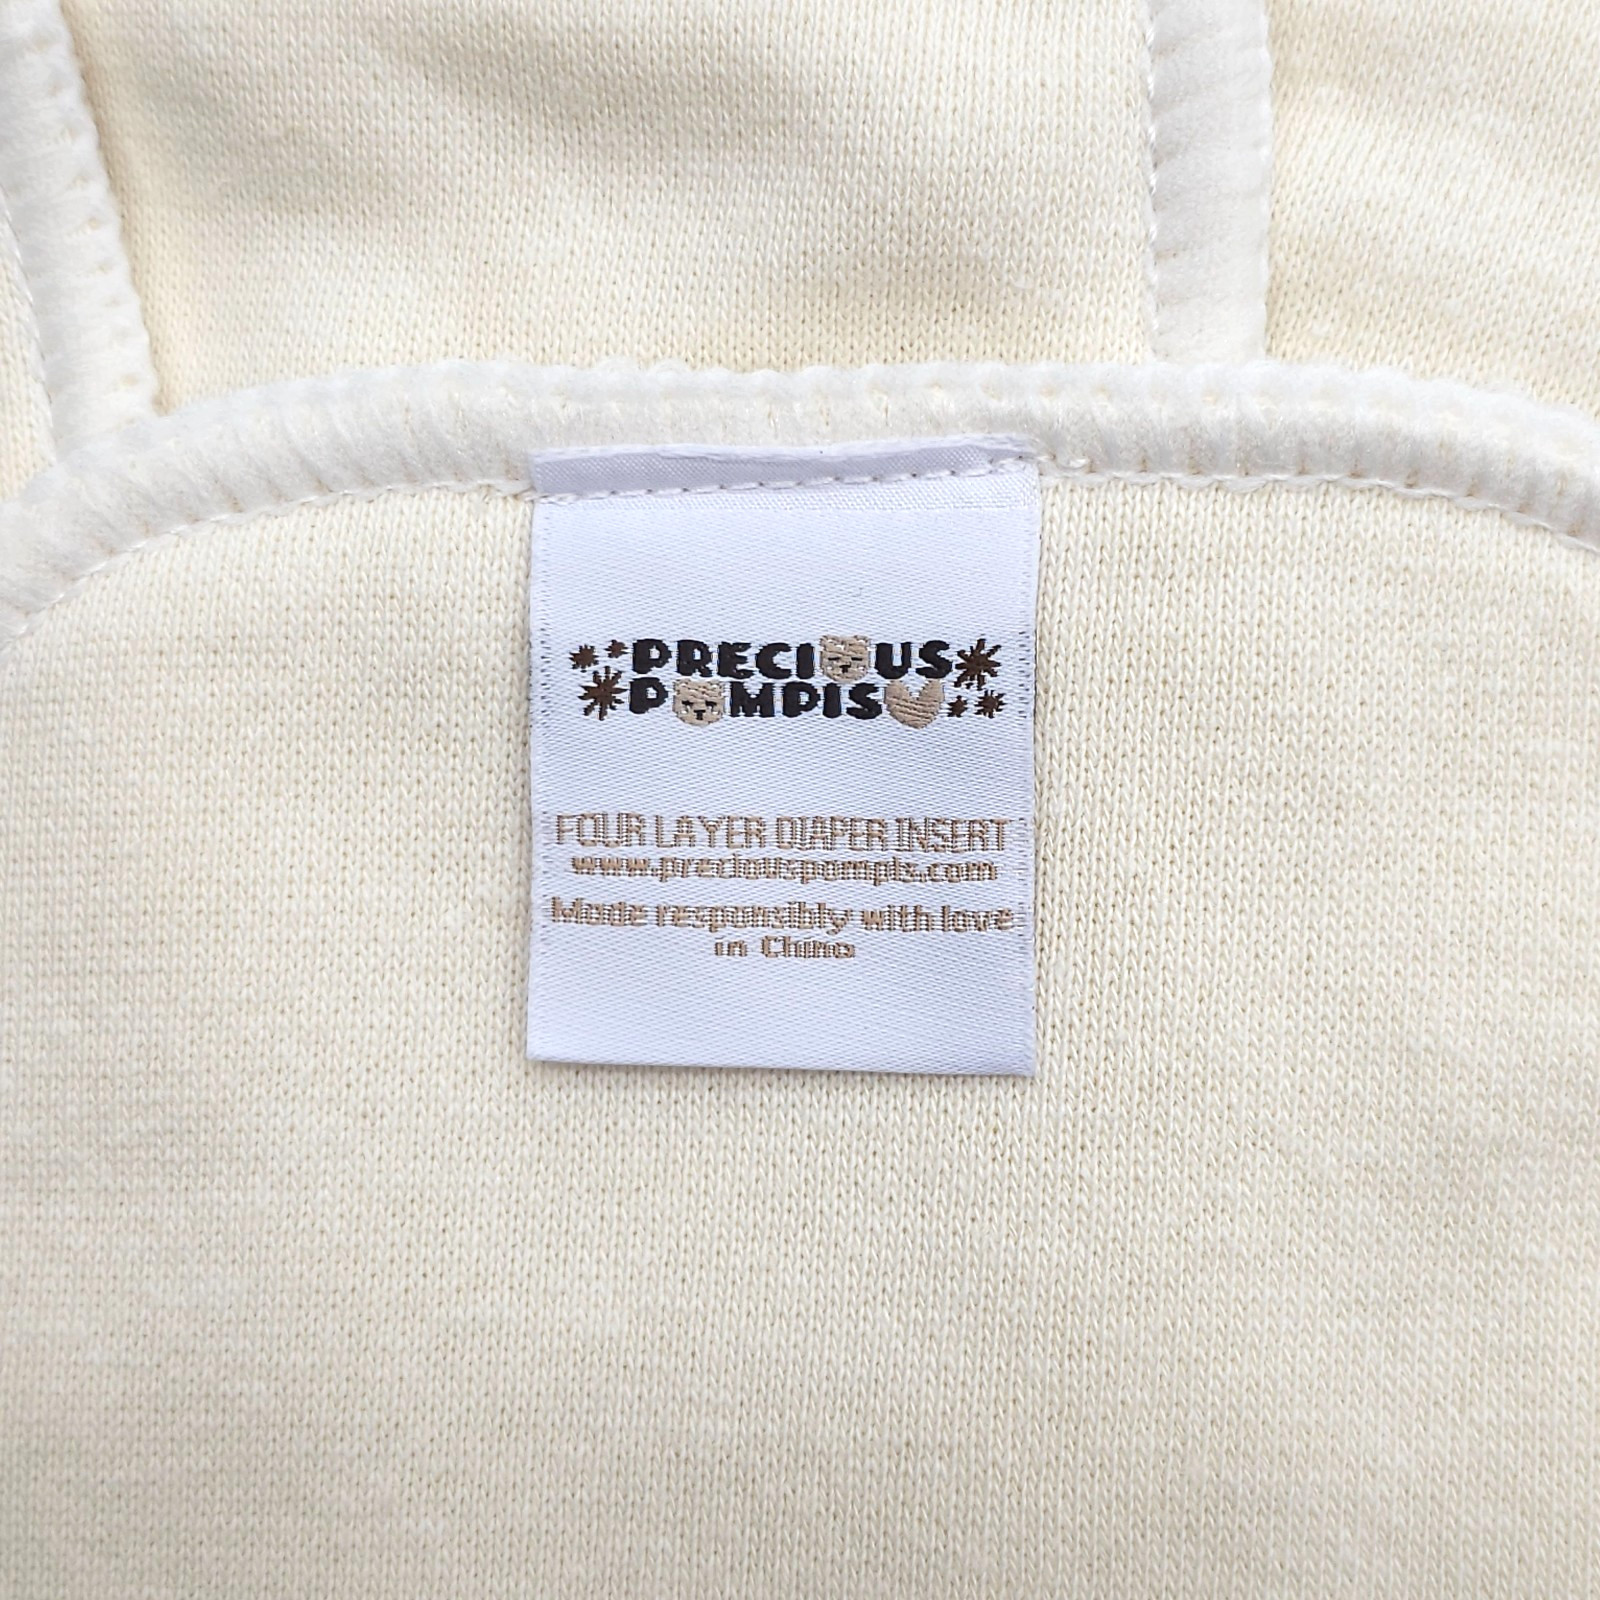 PRECIOUS
POMPIS
FOUR LAYER DIAPER INSERT
www.preciouspompis.com
Made responsibly with love
in China